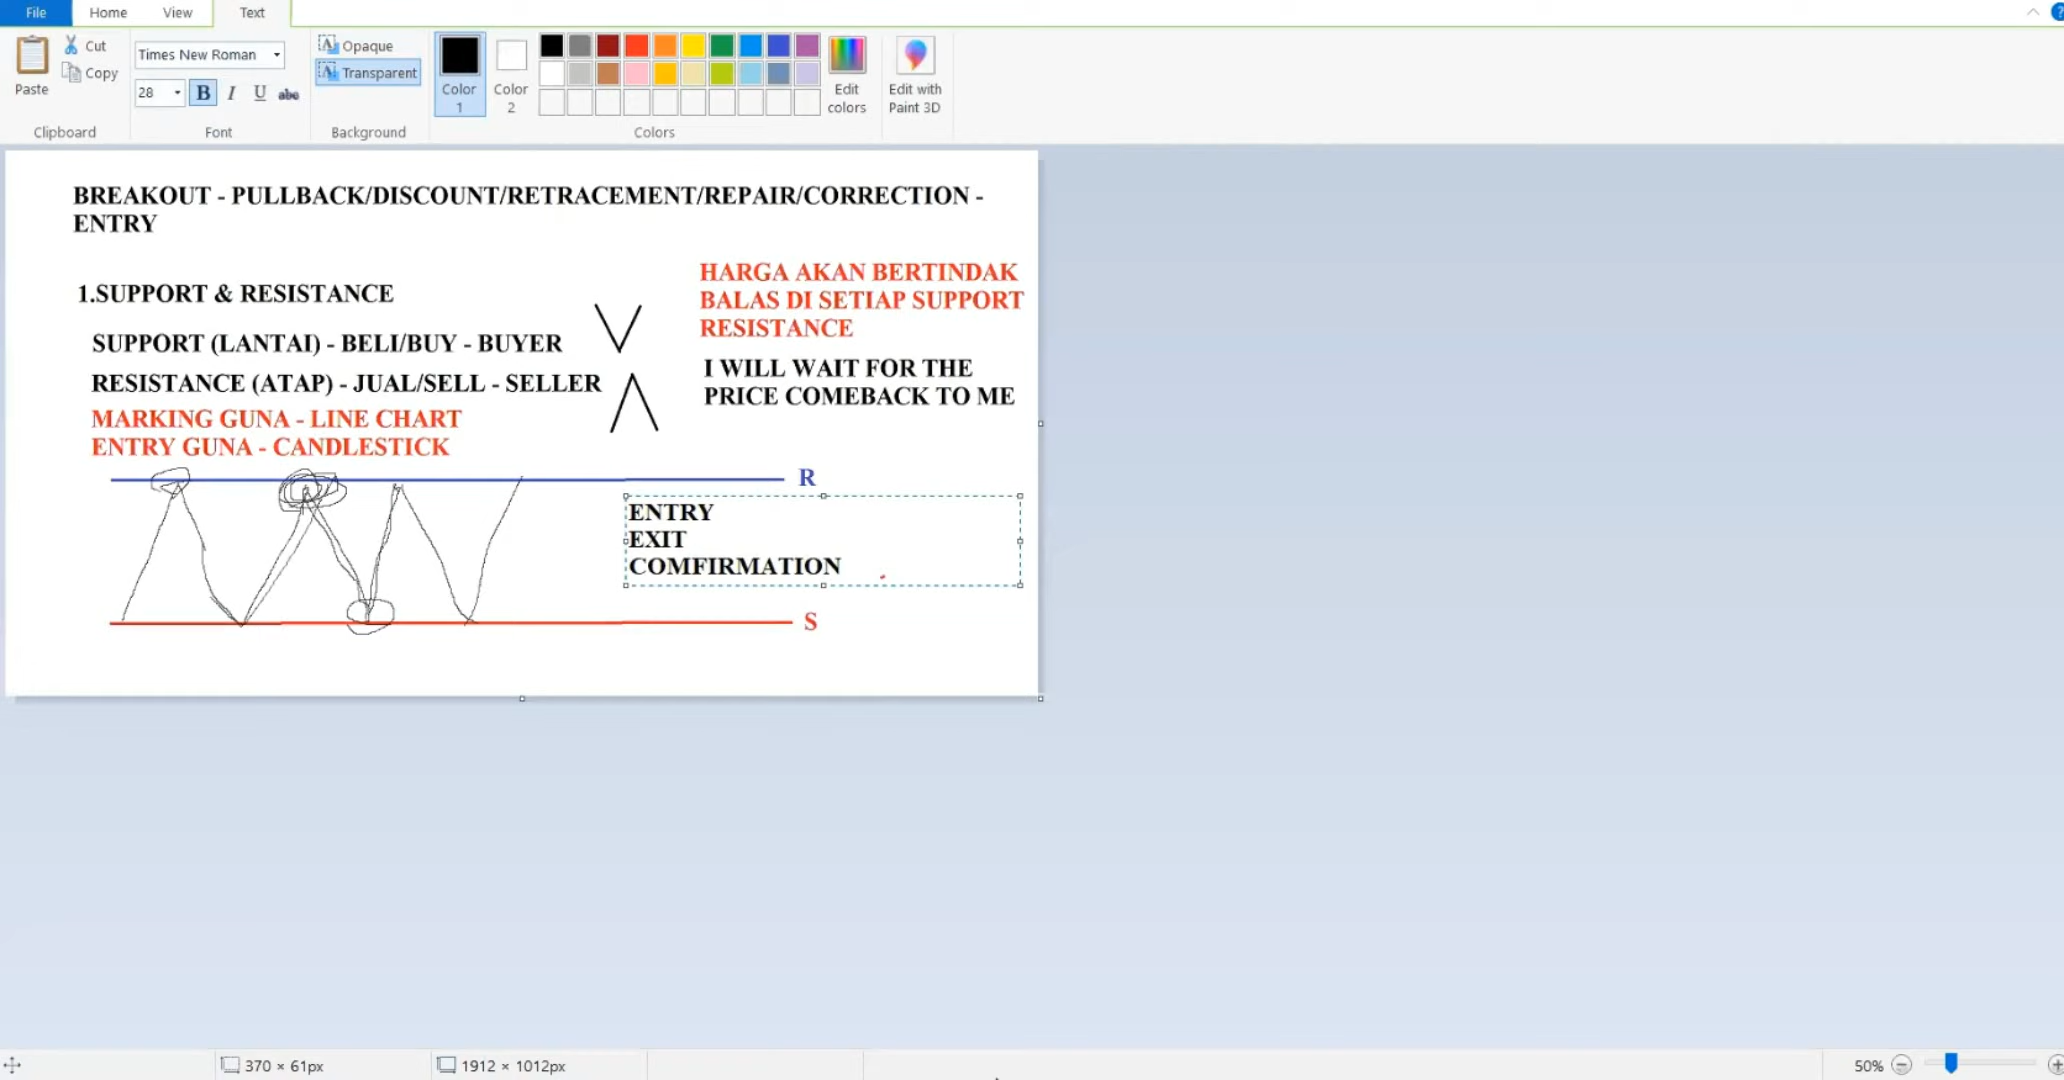 File Home View Text
Paste
Cut
Copy
Clipboard
Times New Roman
28 B I U abc
Font
Opaque
Transparent
Background
Color 1
Color 2
Edit colors
Colors
Edit with Paint 3D
BREAKOUT - PULLBACK/DISCOUNT/RETRACEMENT/REPAIR/CORRECTION -
ENTRY
1.SUPPORT & RESISTANCE
SUPPORT (LANTAI) - BELI/BUY - BUYER
RESISTANCE (ATAP) - JUAL/SELL - SELLER
MARKING GUNA - LINE CHART
ENTRY GUNA - CANDLESTICK
HARGA AKAN BERTINDAK
BALAS DI SETIAP SUPPORT
RESISTANCE
I WILL WAIT FOR THE
PRICE COMEBACK TO ME
R
ENTRY
EXIT
COMFIRMATION
S
370 × 61px
1912 × 1012px
50%